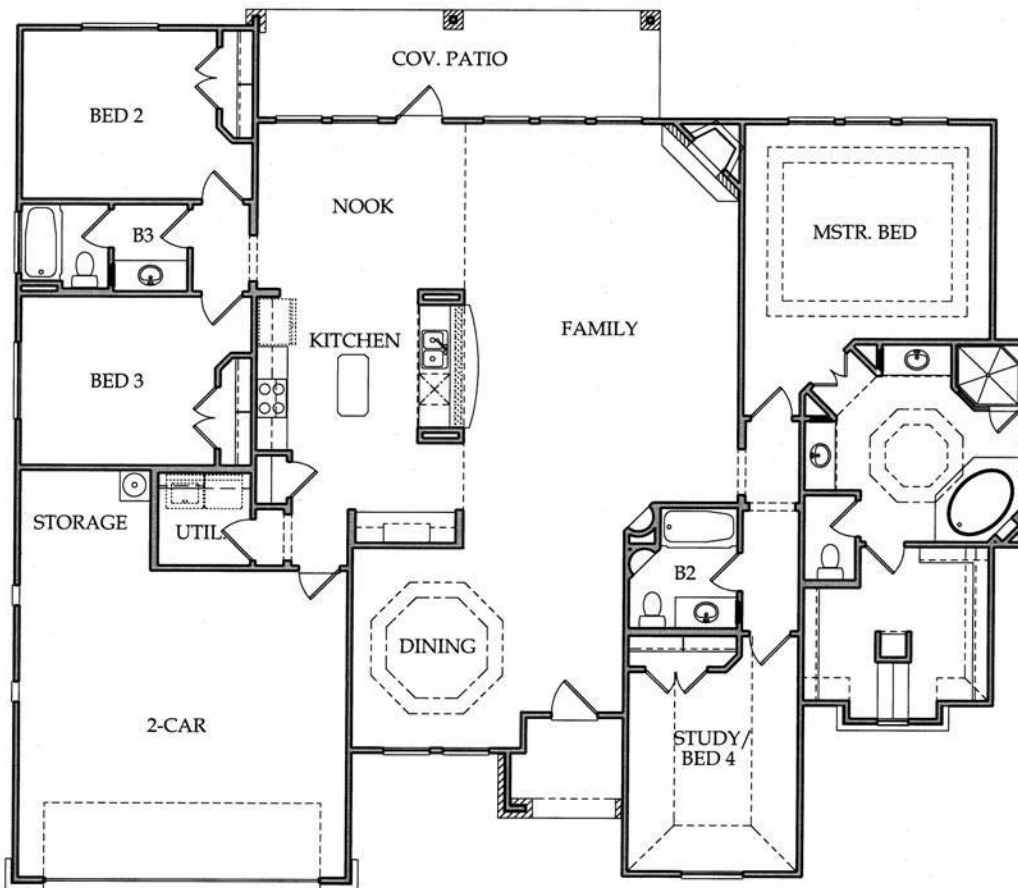 COV. PATIO
BED 2
NOOK
B3
MSTR. BED
FAMILY
KITCHEN
BED 3
STORAGE
UTIL.
B2
DINING
2-CAR
STUDY/
BED 4